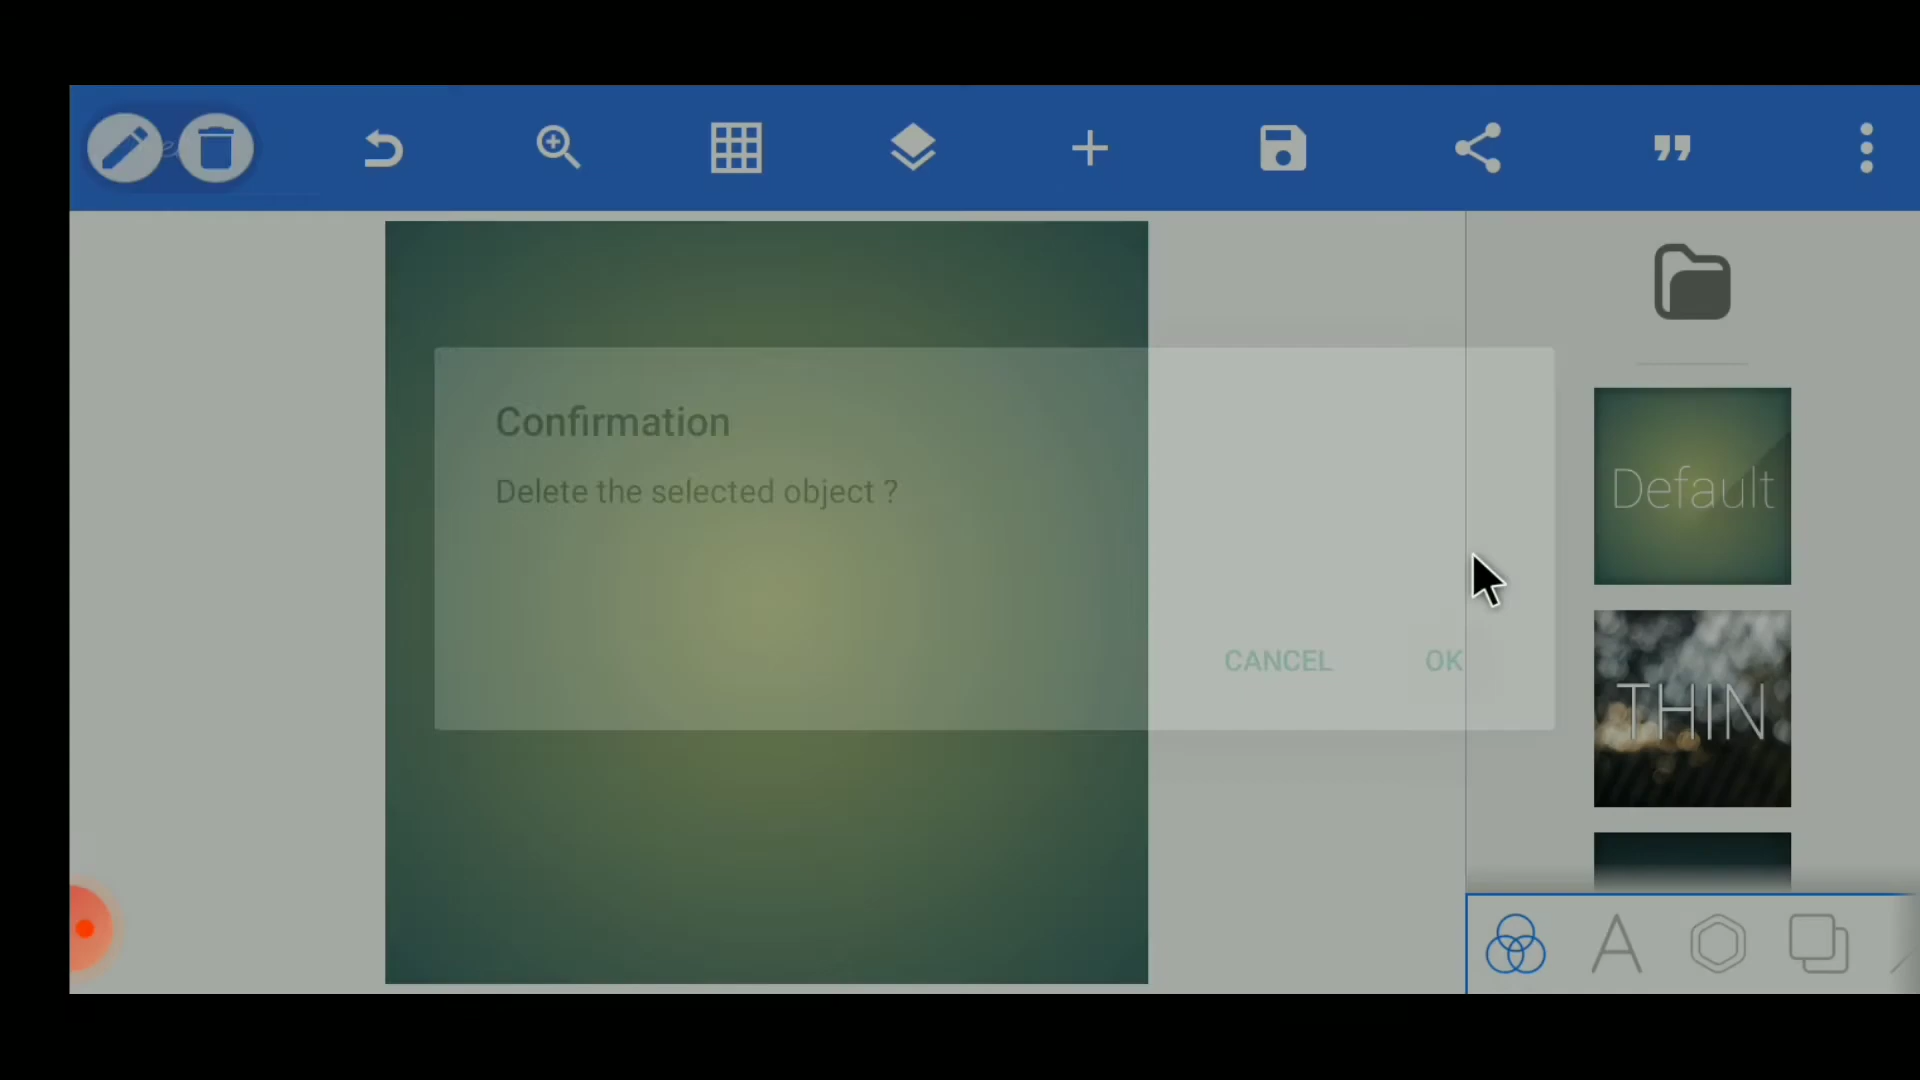 Confirmation
Delete the selected object ?
CANCEL OK
Default
THIN